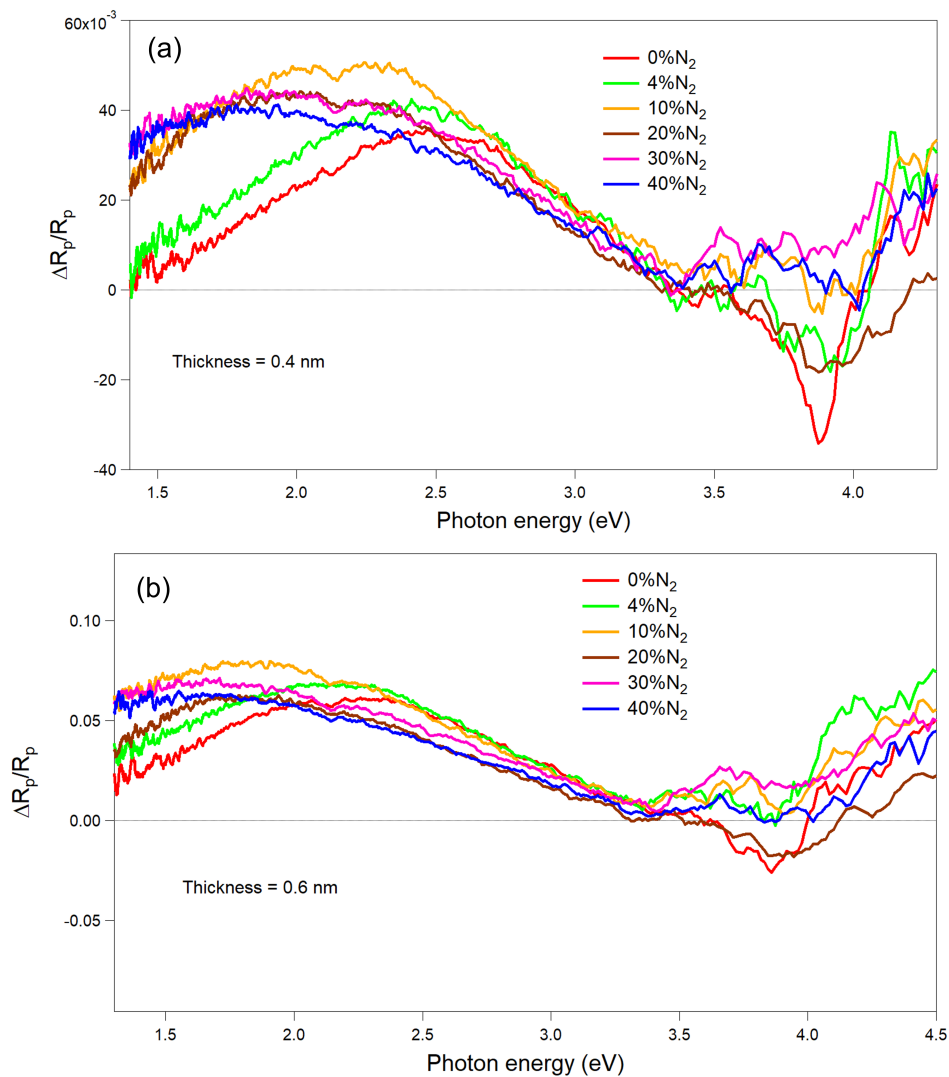 60x10⁻³
(a)
0%N₂
4%N₂
10%N₂
20%N₂
30%N₂
40%N₂
40
20
0
-20
-40
ΔRₚ/Rₚ
Thickness = 0.4 nm
1.5 2.0 2.5 3.0 3.5 4.0
Photon energy (eV)
(b)
0%N₂
4%N₂
10%N₂
20%N₂
30%N₂
40%N₂
0.10
0.05
0.00
-0.05
ΔRₚ/Rₚ
Thickness = 0.6 nm
1.5 2.0 2.5 3.0 3.5 4.0 4.5
Photon energy (eV)